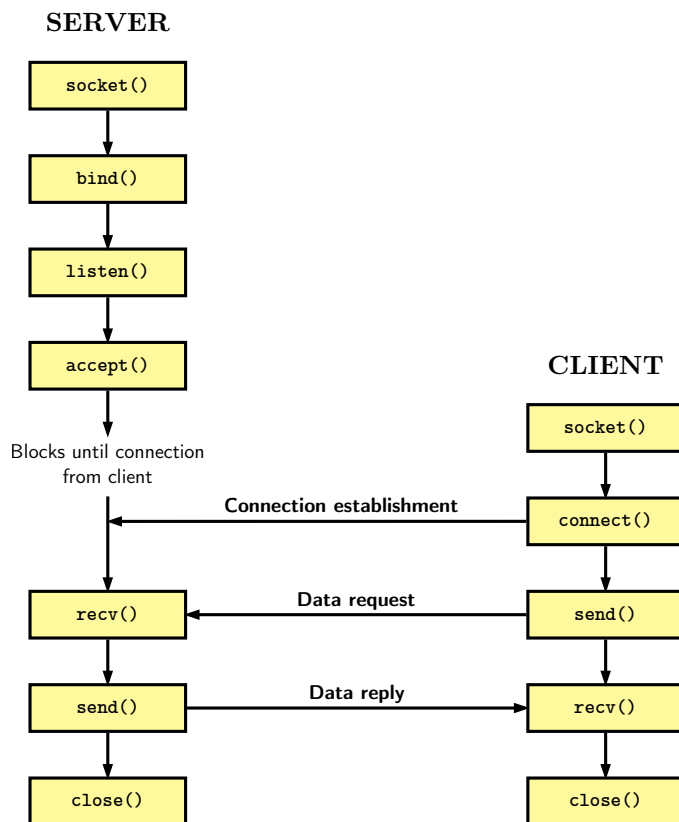 SERVER
socket()
bind()
listen()
accept()
Blocks until connection
from client
recv()
send()
close()
CLIENT
socket()
connect()
send()
recv()
close()
Connection establishment
Data request
Data reply